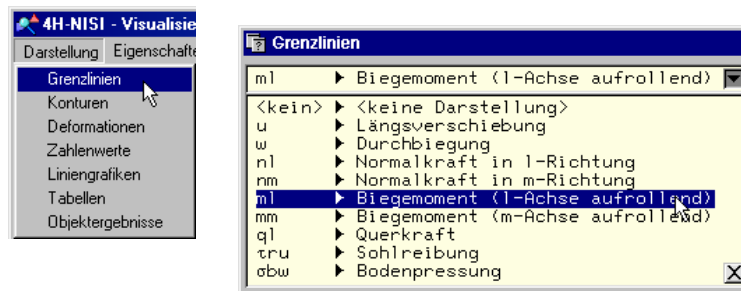 4H-NISI - Visualisie
Darstellung Eigenschafte
Grenzlinien
Konturen
Deformationen
Zahlenwerte
Liniengrafiken
Tabellen
Objektergebnisse
Grenzlinien
ml ▶ Biegemoment (l-Achse aufrollend)
<kein> ▶ <keine Darstellung>
u ▶ Längsverschiebung
w ▶ Durchbiegung
nl ▶ Normalkraft in l-Richtung
nm ▶ Normalkraft in m-Richtung
ml ▶ Biegemoment (l-Achse aufrollend)
mm ▶ Biegemoment (m-Achse aufrollend)
ql ▶ Querkraft
τru ▶ Sohlreibung
σbw ▶ Bodenpressung